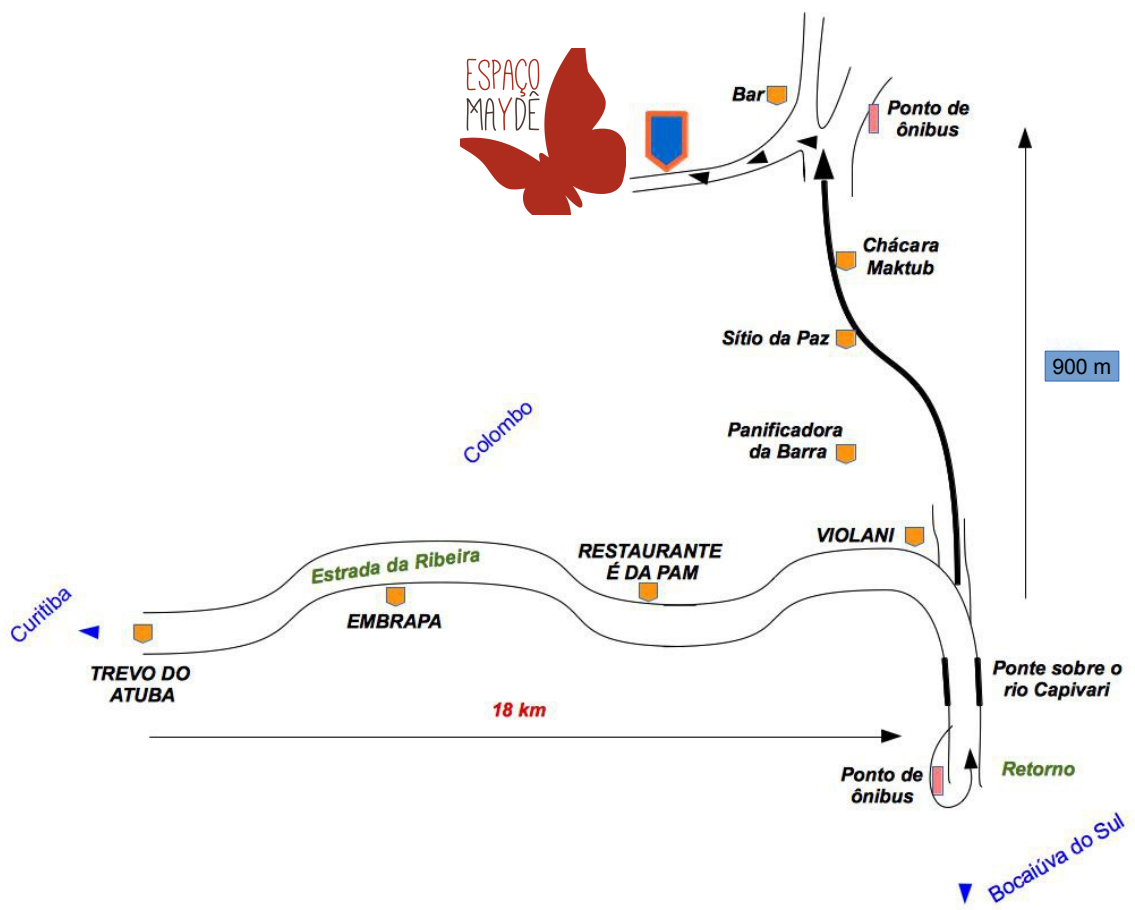 ESPAÇO
MAYDÊ
Bar
Ponto de
ônibus
Chácara
Maktub
Sítio da Paz
900 m
Colombo
Panificadora
da Barra
VIOLANI
Estrada da Ribeira
RESTAURANTE
É DA PAM
EMBRAPA
Curitiba
TREVO DO
ATUBA
Ponte sobre o
rio Capivari
18 km
Ponto de
ônibus
Retorno
Bocaiúva do Sul